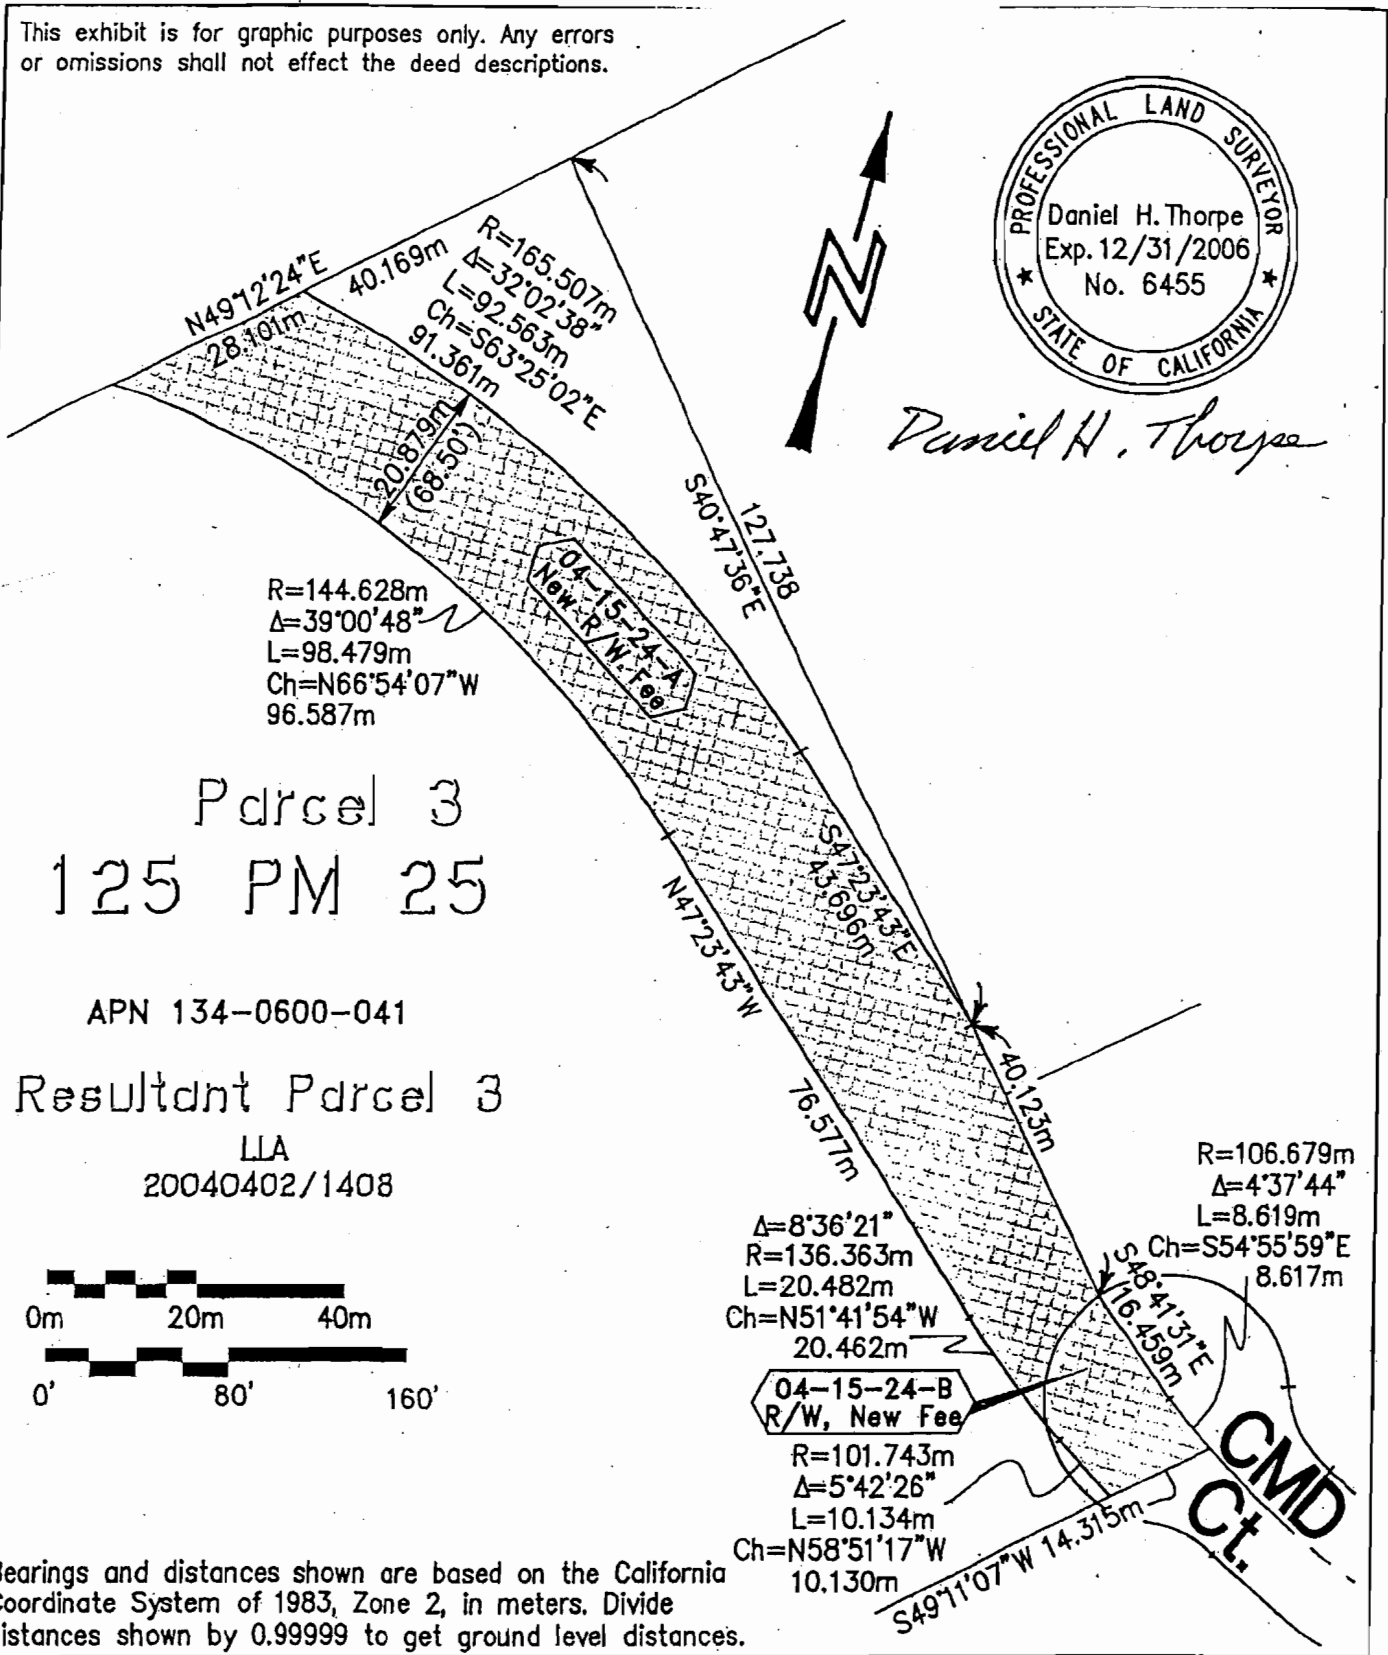 This exhibit is for graphic purposes only. Any errors
or omissions shall not effect the deed descriptions.
PROFESSIONAL LAND SURVEYOR
Daniel H. Thorpe
Exp. 12/31/2006
No. 6455
STATE OF CALIFORNIA
Daniel H. Thorpe
N
N49°12'24"E
28.101m
40.169m
R=165.507m
Δ=32°02'38"
L=92.563m
Ch=S63°25'02"E
91.361m
20.879m
(68.50')
S40°47'36"E
127.738
04-15-24-A
New R/W Fee
R=144.628m
Δ=39°00'48"
L=98.479m
Ch=N66°54'07"W
96.587m
Parcel 3
125 PM 25
S47°23'43"E
43.696m
N47°23'43"W
76.577m
APN 134-0600-041
Resultant Parcel 3
LLA
20040402/1408
40.123m
R=106.679m
Δ=4°37'44"
L=8.619m
Ch=S54°55'59"E
8.617m
S48°41'31"E
16.459m
Δ=8°36'21"
R=136.363m
L=20.482m
Ch=N51°41'54"W
20.462m
04-15-24-B
R/W, New Fee
R=101.743m
Δ=5°42'26"
L=10.134m
Ch=N58°51'17"W
10.130m
S49°11'07"W 14.315m
CMD
Ct.
0m 20m 40m
0' 80' 160'
Bearings and distances shown are based on the California
Coordinate System of 1983, Zone 2, in meters. Divide
distances shown by 0.99999 to get ground level distances.